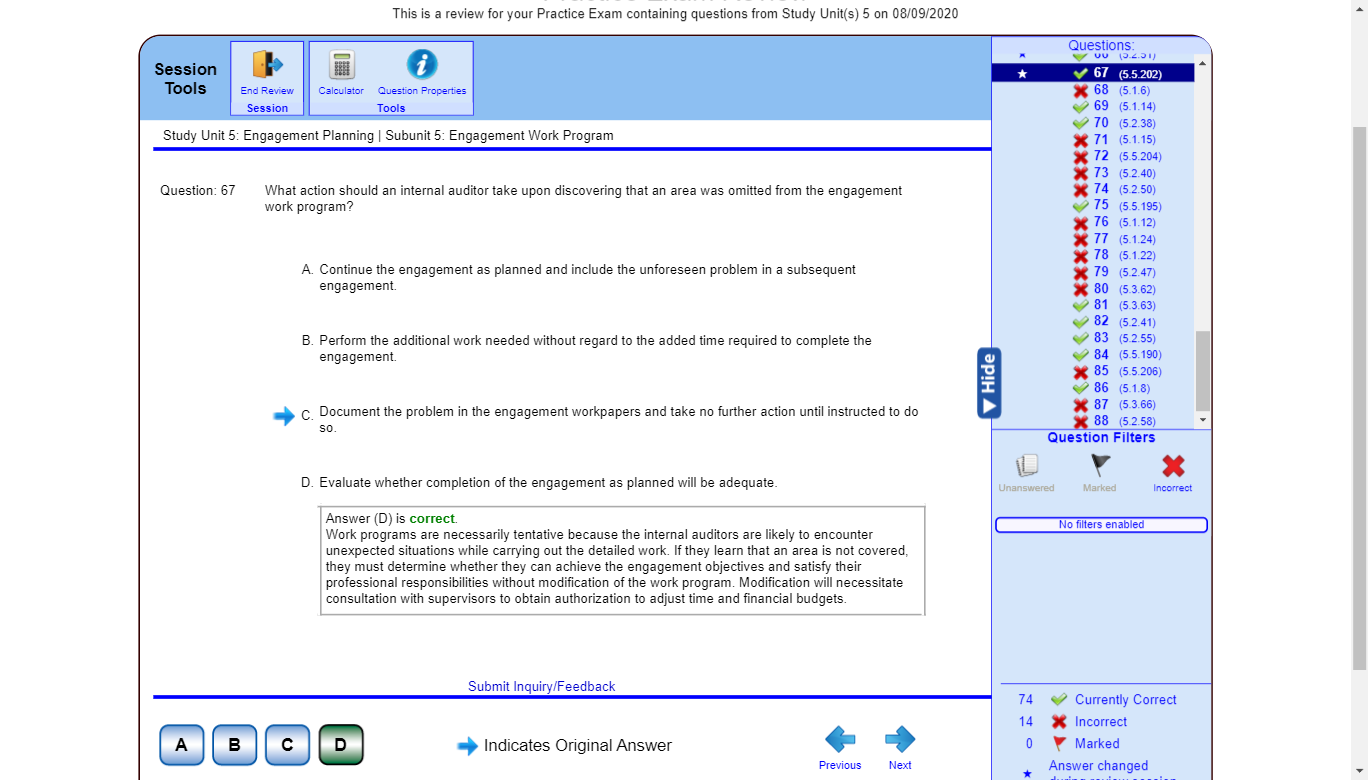 This is a review for your Practice Exam containing questions from Study Unit(s) 5 on 08/09/2020
Session
Tools
End Review
Session
Calculator
Question Properties
Tools
Study Unit 5: Engagement Planning | Subunit 5: Engagement Work Program
Question: 67
What action should an internal auditor take upon discovering that an area was omitted from the engagement
work program?
A. Continue the engagement as planned and include the unforeseen problem in a subsequent
engagement.
B. Perform the additional work needed without regard to the added time required to complete the
engagement.
C. Document the problem in the engagement workpapers and take no further action until instructed to do
so.
D. Evaluate whether completion of the engagement as planned will be adequate.
Answer (D) is correct.
Work programs are necessarily tentative because the internal auditors are likely to encounter
unexpected situations while carrying out the detailed work. If they learn that an area is not covered,
they must determine whether they can achieve the engagement objectives and satisfy their
professional responsibilities without modification of the work program. Modification will necessitate
consultation with supervisors to obtain authorization to adjust time and financial budgets.
Submit Inquiry/Feedback
A
B
C
D
Indicates Original Answer
Previous
Next
Hide
Questions:
67 (5.5.202)
68 (5.1.6)
69 (5.1.14)
70 (5.2.38)
71 (5.1.15)
72 (5.5.204)
73 (5.2.40)
74 (5.2.50)
75 (5.5.195)
76 (5.1.12)
77 (5.1.24)
78 (5.1.22)
79 (5.2.47)
80 (5.3.62)
81 (5.3.63)
82 (5.2.41)
83 (5.2.55)
84 (5.5.190)
85 (5.5.206)
86 (5.1.8)
87 (5.3.66)
88 (5.2.58)
Question Filters
Unanswered
Marked
Incorrect
No filters enabled
74 Currently Correct
14 Incorrect
0 Marked
Answer changed
during review session